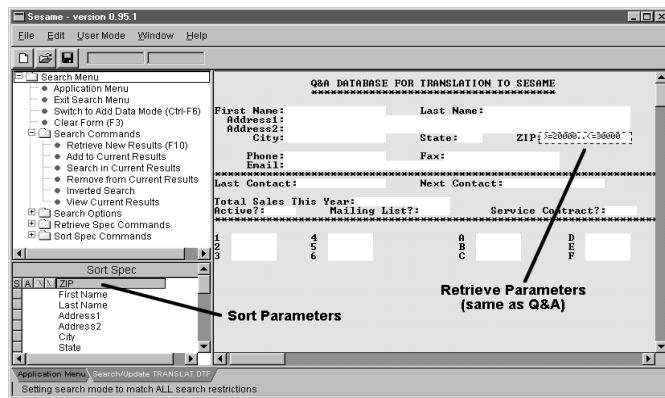 Sesame - version 0.95.1
File Edit User Mode Window Help
Search Menu
Application Menu
Exit Search Menu
Switch to Add Data Mode (Ctrl-F6)
Clear Form (F3)
Search Commands
Retrieve New Results (F10)
Add to Current Results
Search in Current Results
Remove from Current Results
Inverted Search
View Current Results
Search Options
Retrieve Spec Commands
Sort Spec Commands
Sort Spec
S A \ \ ZIP
First Name
Last Name
Address1
Address2
City
State
Sort Parameters
Q&A DATABASE FOR TRANSLATION TO SESAME
First Name: Last Name:
Address1:
Address2:
City: State: ZIP: >=20000..<=30000
Phone: Fax:
Email:
Last Contact: Next Contact:
Total Sales This Year:
Active?: Mailing List?: Service Contract?:
1 4 A D
2 5 B E
3 6 C F
Retrieve Parameters
(same as Q&A)
Application Menu Search/Update TRANSLAT.DTF
Setting search mode to match ALL search restrictions